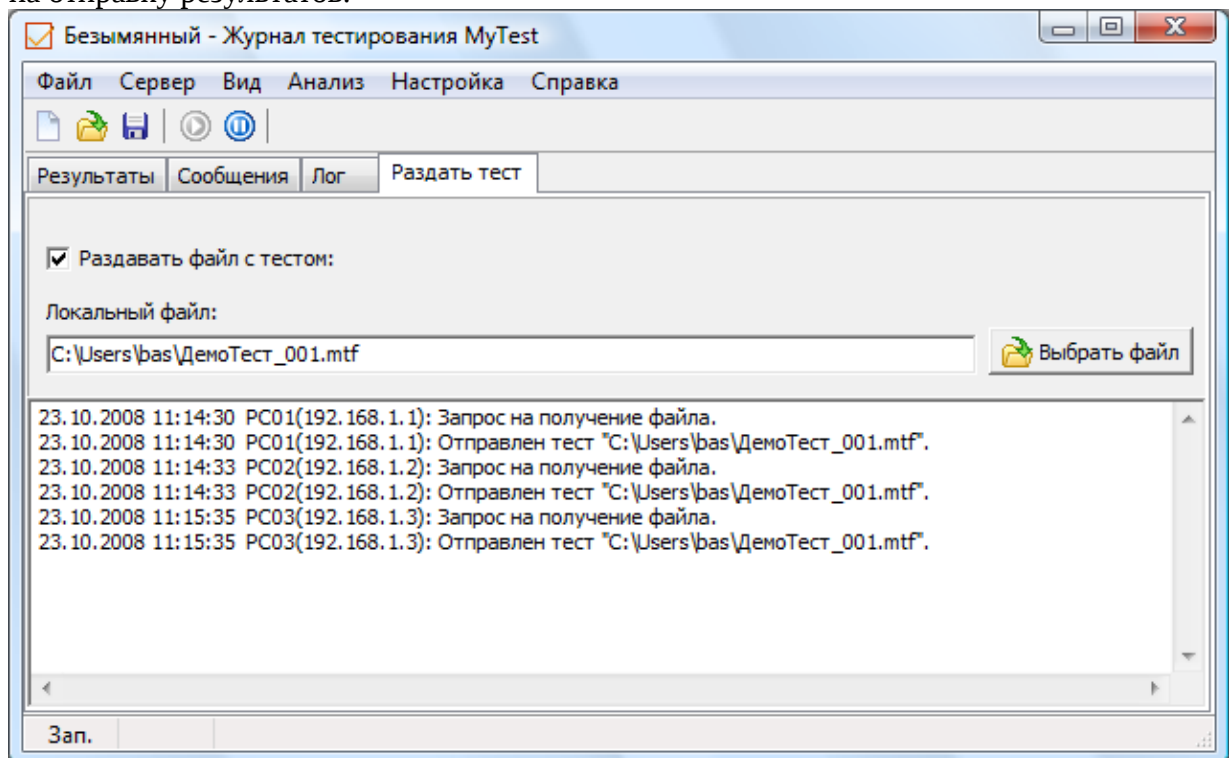 на отправку результатов.
Безымянный - Журнал тестирования MyTest
Файл Сервер Вид Анализ Настройка Справка
Результаты Сообщения Лог Раздать тест
Раздавать файл с тестом:
Локальный файл:
C:\Users\bas\ДемоТест_001.mtf Выбрать файл
23.10.2008 11:14:30 PC01(192.168.1.1): Запрос на получение файла.
23.10.2008 11:14:30 PC01(192.168.1.1): Отправлен тест "C:\Users\bas\ДемоТест_001.mtf".
23.10.2008 11:14:33 PC02(192.168.1.2): Запрос на получение файла.
23.10.2008 11:14:33 PC02(192.168.1.2): Отправлен тест "C:\Users\bas\ДемоТест_001.mtf".
23.10.2008 11:15:35 PC03(192.168.1.3): Запрос на получение файла.
23.10.2008 11:15:35 PC03(192.168.1.3): Отправлен тест "C:\Users\bas\ДемоТест_001.mtf".
Зап.